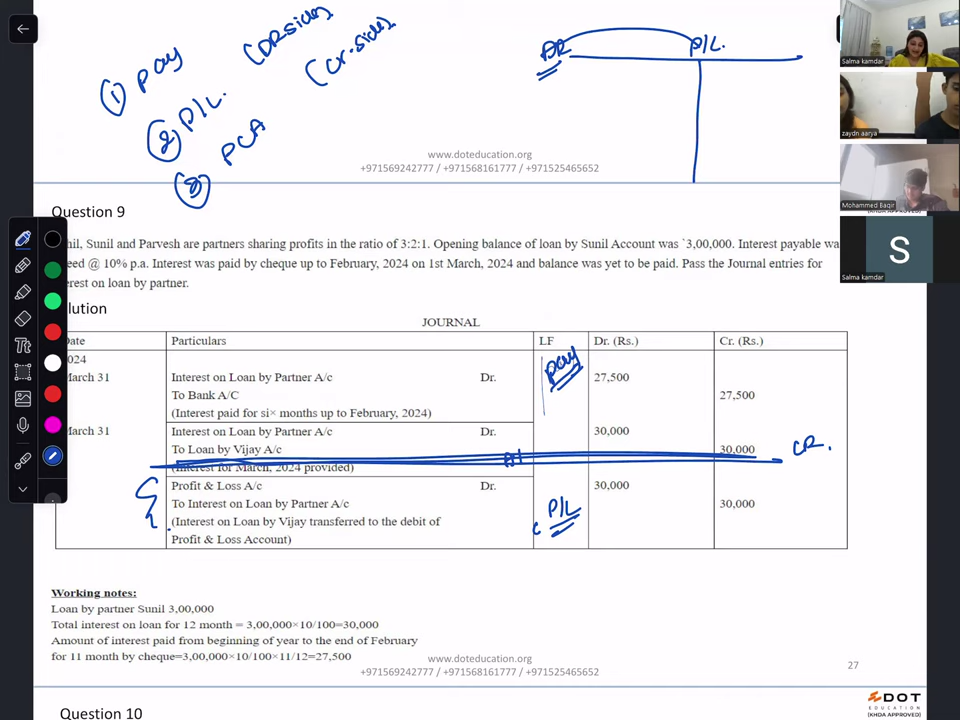 ① pay (DR side)
② P/L. (Cr. side)
③ PCA
DR P/L.
www.doteducation.org
+971569242777 / +971568161777 / +971525465652
Salma kamdar
zaydn aarya
Mohammed Baqir
S
Salma kamdar
Question 9
hil, Sunil and Parvesh are partners sharing profits in the ratio of 3:2:1. Opening balance of loan by Sunil Account was `3,00,000. Interest payable wa
eed @ 10% p.a. Interest was paid by cheque up to February, 2024 on 1st March, 2024 and balance was yet to be paid. Pass the Journal entries for
erest on loan by partner.
lution
JOURNAL
Date Particulars LF Dr. (Rs.) Cr. (Rs.)
2024
March 31 Interest on Loan by Partner A/c Dr. pay 27,500
To Bank A/C 27,500
(Interest paid for six months up to February, 2024)
March 31 Interest on Loan by Partner A/c Dr. 30,000
To Loan by Vijay A/c 30,000 CR.
(Interest for March, 2024 provided)
Profit & Loss A/c Dr. 30,000
To Interest on Loan by Partner A/c P/L 30,000
(Interest on Loan by Vijay transferred to the debit of
Profit & Loss Account)
Working notes:
Loan by partner Sunil 3,00,000
Total interest on loan for 12 month = 3,00,000×10/100=30,000
Amount of interest paid from beginning of year to the end of February
for 11 month by cheque=3,00,000×10/100×11/12=27,500
www.doteducation.org
+971569242777 / +971568161777 / +971525465652
27
Question 10
DOT
EDUCATION
(KHDA APPROVED)